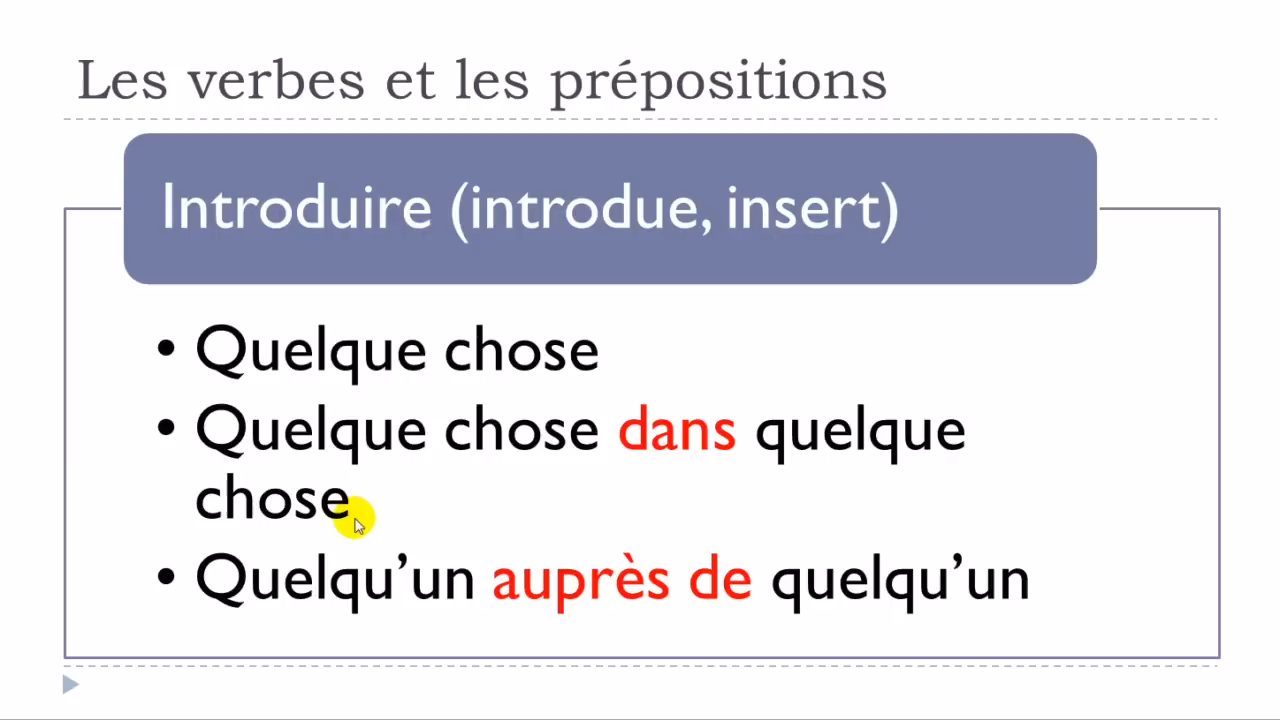 Les verbes et les prépositions
Introduire (introdue, insert)
• Quelque chose
• Quelque chose dans quelque
chose
• Quelqu’un auprès de quelqu’un